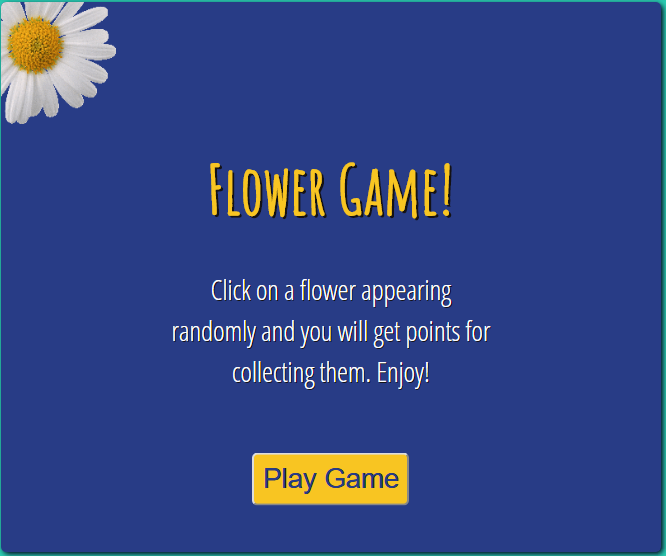 Flower Game!
Click on a flower appearing
randomly and you will get points for
collecting them. Enjoy!
Play Game